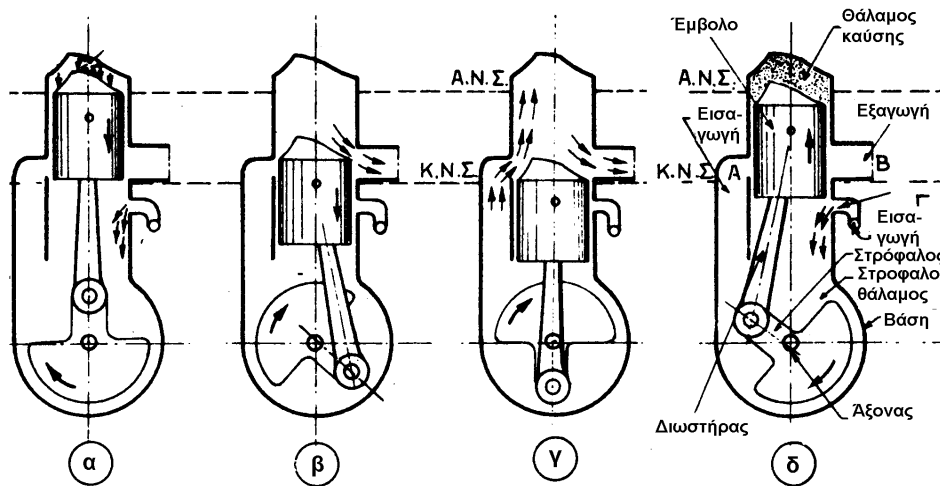 Έμβολο
Θάλαμος
καύσης
Α.Ν.Σ.
Α.Ν.Σ.
Εισα-
γωγή
Εξαγωγή
Κ.Ν.Σ.
Κ.Ν.Σ.
Α
Β
Γ
Εισα-
γωγή
Στρόφαλος
Στροφαλο
θάλαμος
Βάση
Άξονας
Διωστήρας
α
β
γ
δ